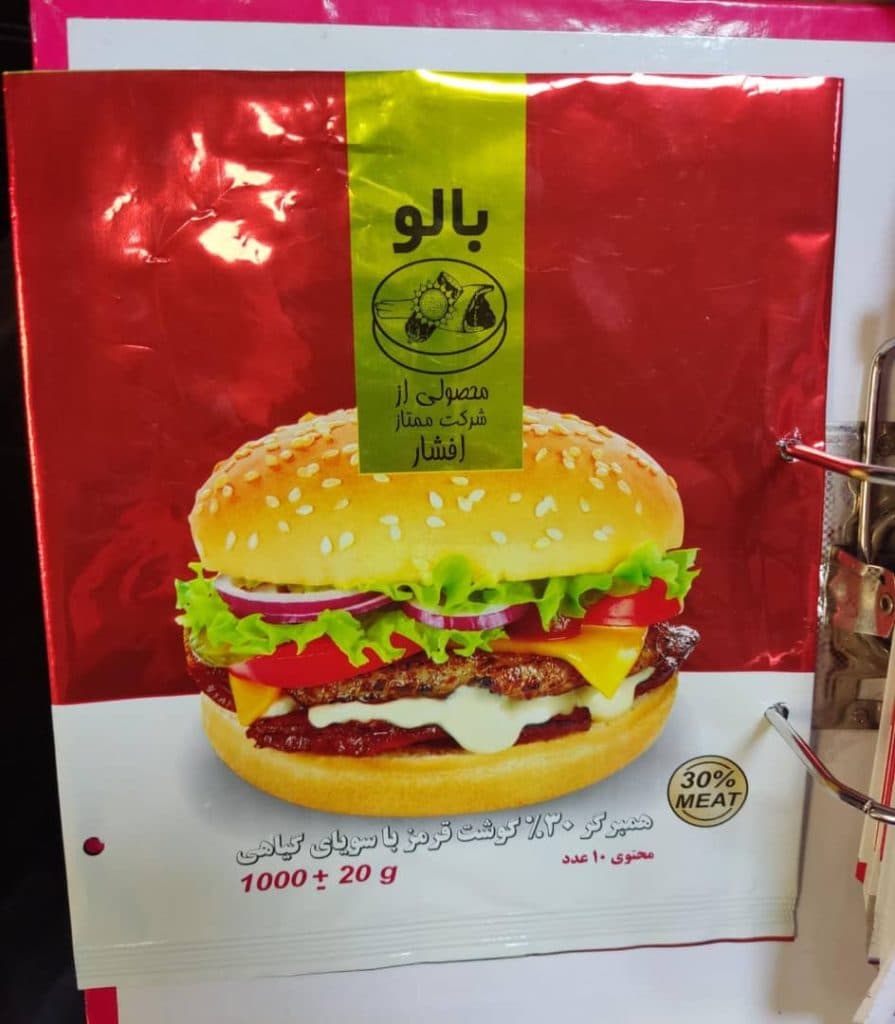 بالو
محصولی از
شرکت ممتاز
افشار
30%
MEAT
همبرگر ۳۰٪ گوشت قرمز با سویای گیاهی
محتوی ۱۰ عدد
1000 ± 20 g